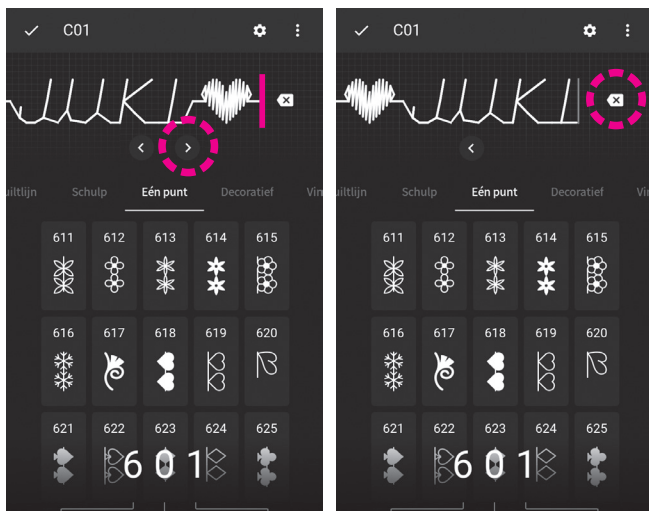 C01
uiltlijn Schulp Eén punt Decoratief Vin
611 612 613 614 615
616 617 618 619 620
621 622 623 624 625
601
C01
uiltlijn Schulp Eén punt Decoratief Vi
611 612 613 614 615
616 617 618 619 620
621 622 623 624 625
601